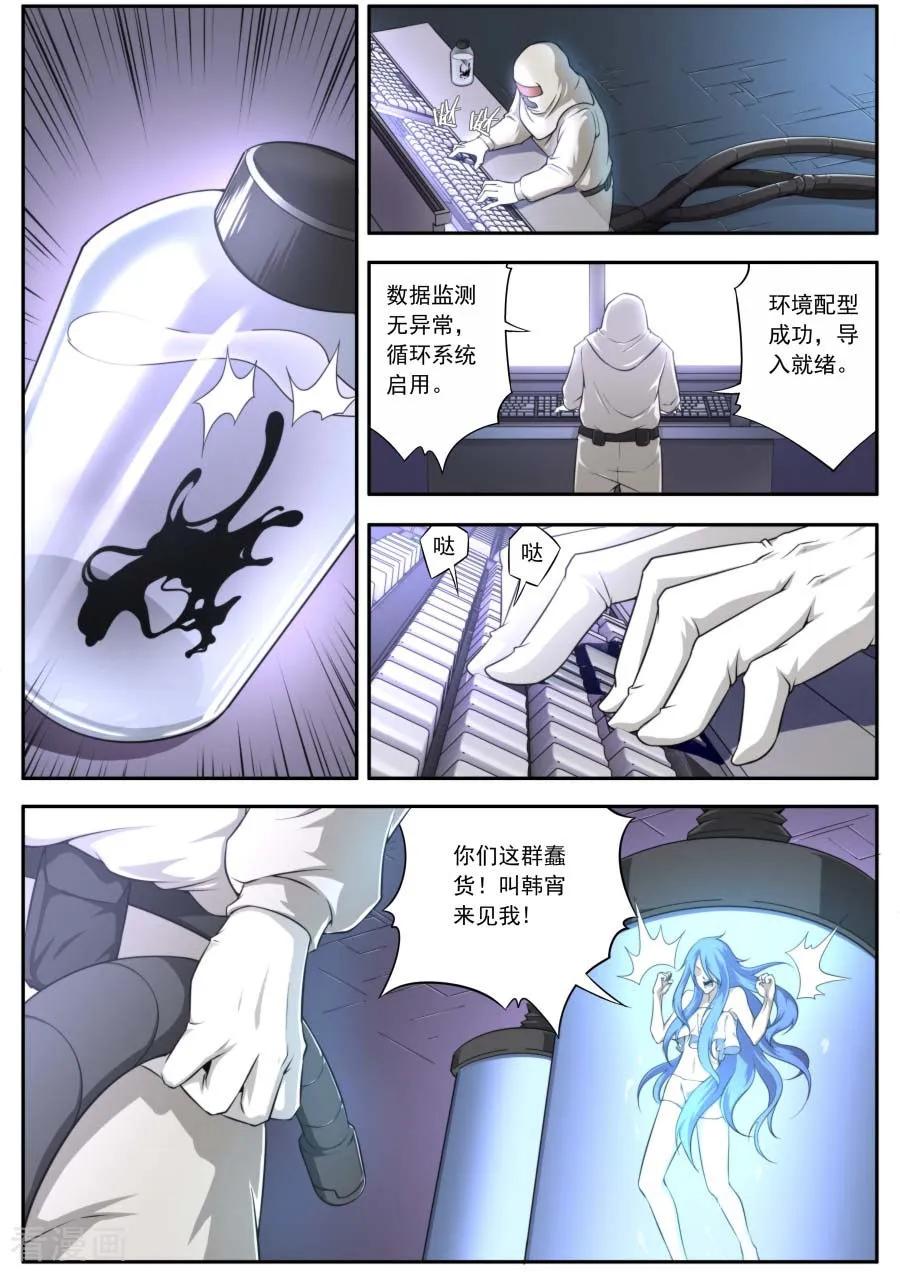 哒
哒
数据监测
无异常，
循环系统
启用。
环境配型
成功，导
入就绪。
哒
哒
你们这群蠢
货！叫韩宵
来见我！
看漫画